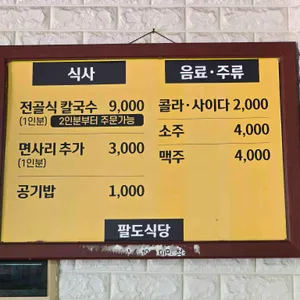 식사
전골식 칼국수 9,000
(1인분) 2인분부터 주문가능
면사리 추가 3,000
(1인분)
공기밥 1,000
음료·주류
콜라·사이다 2,000
소주 4,000
맥주 4,000
팔도식당